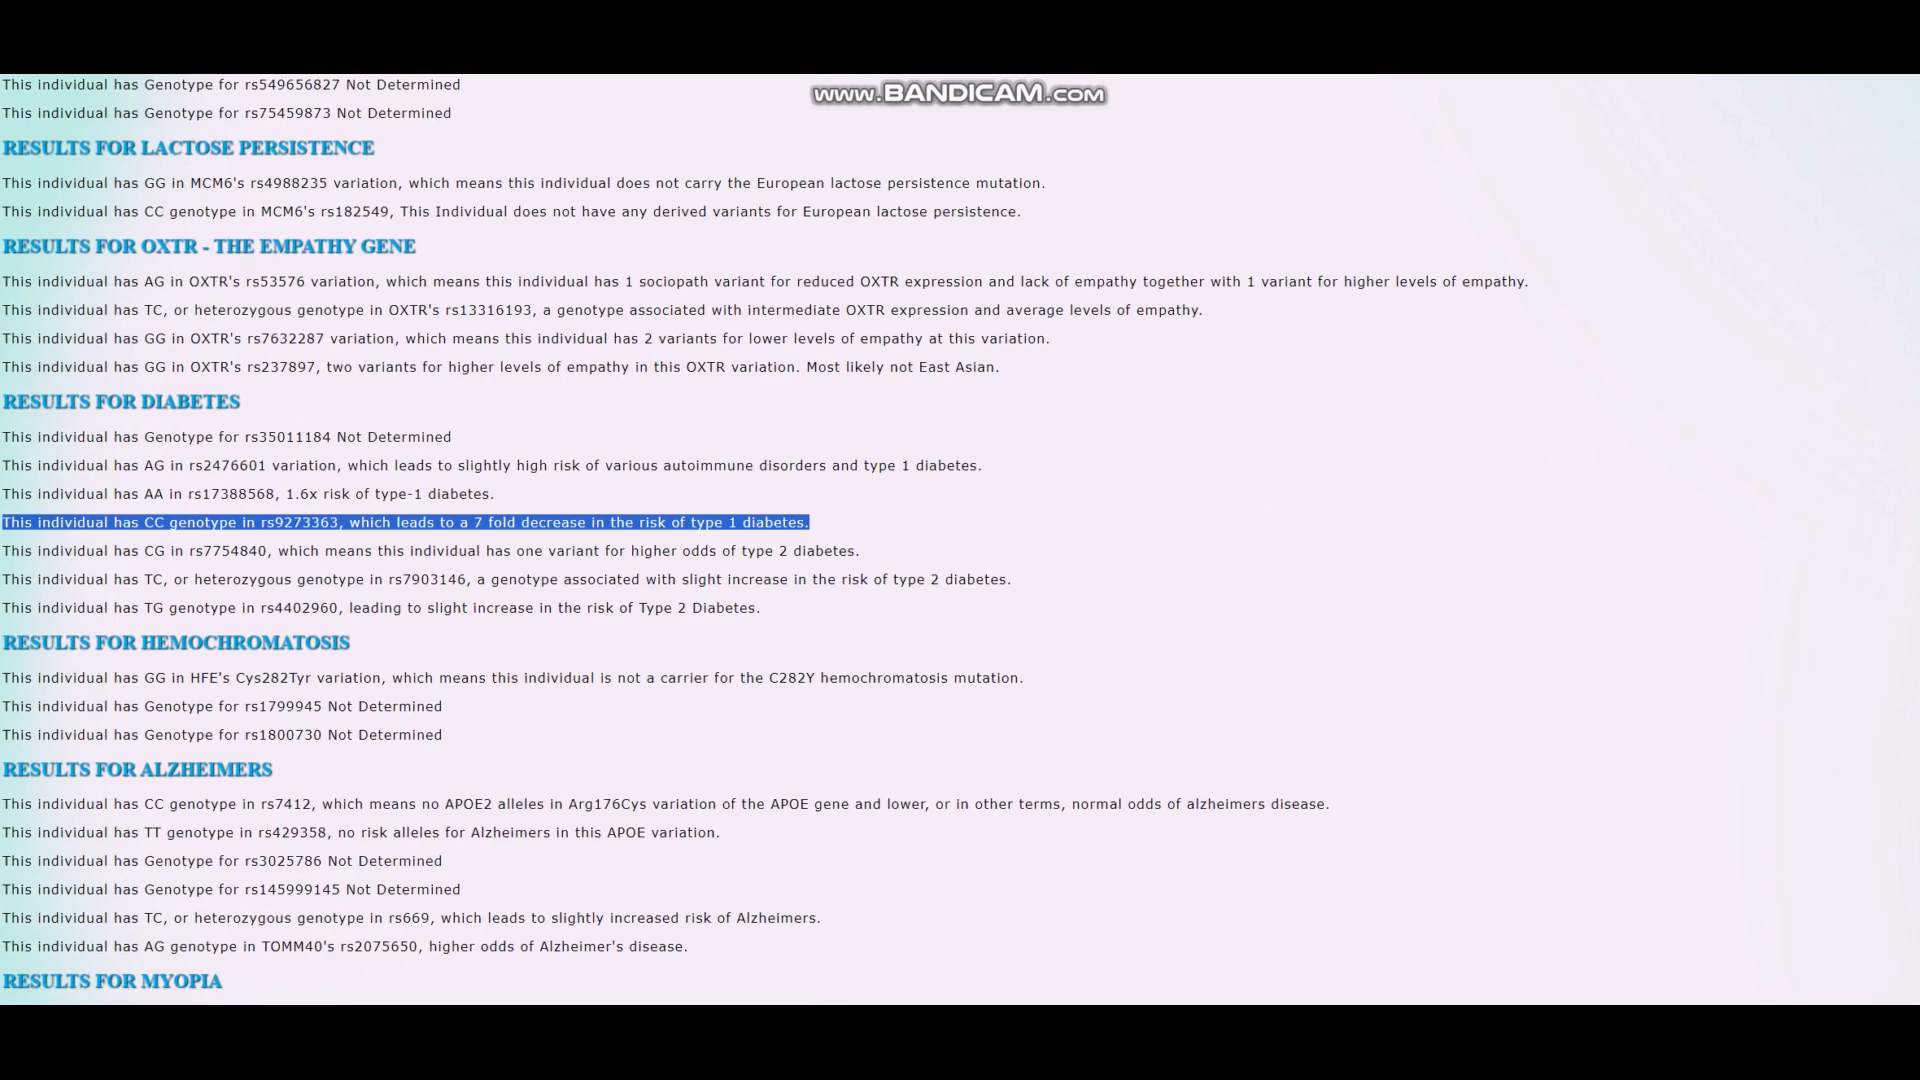 This individual has Genotype for rs549656827 Not Determined
www.BANDICAM.com
This individual has Genotype for rs75459873 Not Determined
RESULTS FOR LACTOSE PERSISTENCE
This individual has GG in MCM6's rs4988235 variation, which means this individual does not carry the European lactose persistence mutation.
This individual has CC genotype in MCM6's rs182549, This Individual does not have any derived variants for European lactose persistence.
RESULTS FOR OXTR - THE EMPATHY GENE
This individual has AG in OXTR's rs53576 variation, which means this individual has 1 sociopath variant for reduced OXTR expression and lack of empathy together with 1 variant for higher levels of empathy.
This individual has TC, or heterozygous genotype in OXTR's rs13316193, a genotype associated with intermediate OXTR expression and average levels of empathy.
This individual has GG in OXTR's rs7632287 variation, which means this individual has 2 variants for lower levels of empathy at this variation.
This individual has GG in OXTR's rs237897, two variants for higher levels of empathy in this OXTR variation. Most likely not East Asian.
RESULTS FOR DIABETES
This individual has Genotype for rs35011184 Not Determined
This individual has AG in rs2476601 variation, which leads to slightly high risk of various autoimmune disorders and type 1 diabetes.
This individual has AA in rs17388568, 1.6x risk of type-1 diabetes.
This individual has CC genotype in rs9273363, which leads to a 7 fold decrease in the risk of type 1 diabetes.
This individual has CG in rs7754840, which means this individual has one variant for higher odds of type 2 diabetes.
This individual has TC, or heterozygous genotype in rs7903146, a genotype associated with slight increase in the risk of type 2 diabetes.
This individual has TG genotype in rs4402960, leading to slight increase in the risk of Type 2 Diabetes.
RESULTS FOR HEMOCHROMATOSIS
This individual has GG in HFE's Cys282Tyr variation, which means this individual is not a carrier for the C282Y hemochromatosis mutation.
This individual has Genotype for rs1799945 Not Determined
This individual has Genotype for rs1800730 Not Determined
RESULTS FOR ALZHEIMERS
This individual has CC genotype in rs7412, which means no APOE2 alleles in Arg176Cys variation of the APOE gene and lower, or in other terms, normal odds of alzheimers disease.
This individual has TT genotype in rs429358, no risk alleles for Alzheimers in this APOE variation.
This individual has Genotype for rs3025786 Not Determined
This individual has Genotype for rs145999145 Not Determined
This individual has TC, or heterozygous genotype in rs669, which leads to slightly increased risk of Alzheimers.
This individual has AG genotype in TOMM40's rs2075650, higher odds of Alzheimer's disease.
RESULTS FOR MYOPIA